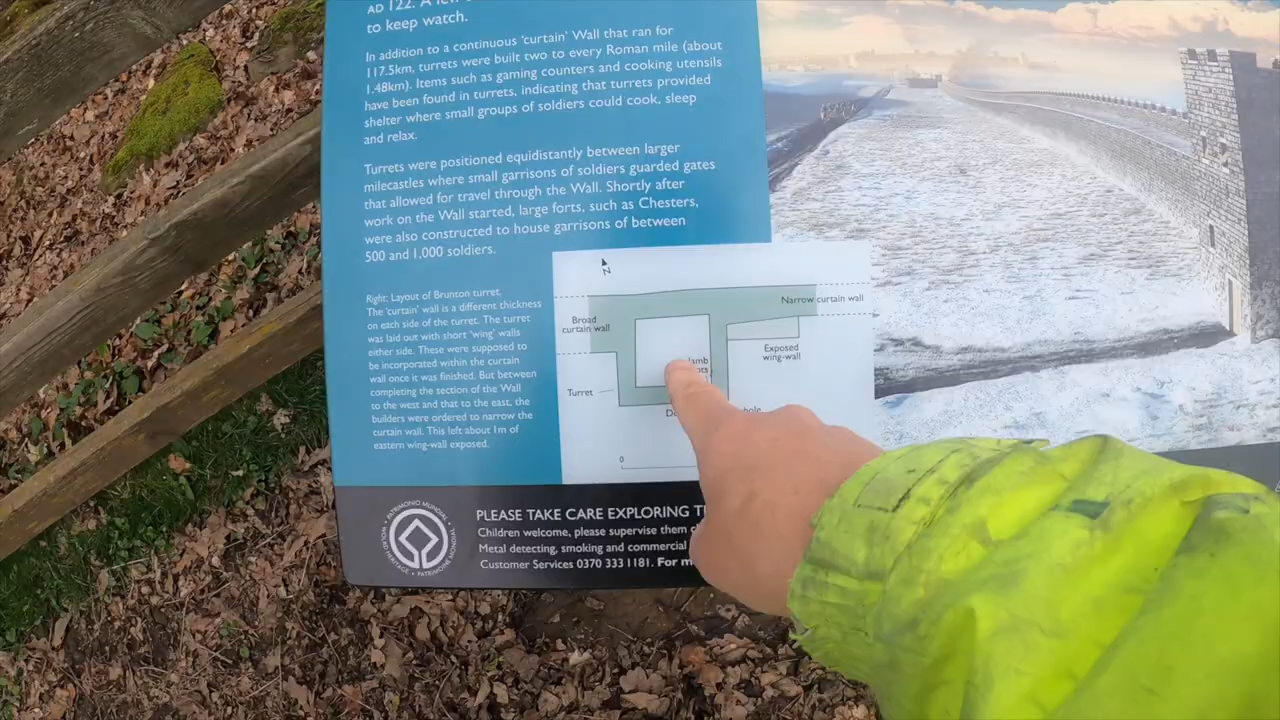 AD 122. A
to keep watch.
In addition to a continuous ‘curtain’ Wall that ran for
117.5km, turrets were built two to every Roman mile (about
1.48km). Items such as gaming counters and cooking utensils
have been found in turrets, indicating that turrets provided
shelter where small groups of soldiers could cook, sleep
and relax.
Turrets were positioned equidistantly between larger
milecastles where small garrisons of soldiers guarded gates
that allowed for travel through the Wall. Shortly after
work on the Wall started, large forts, such as Chesters,
were also constructed to house garrisons of between
500 and 1,000 soldiers.
Right: Layout of Brunton turret.
The ‘curtain’ wall is a different thickness
on each side of the turret. The turret
was laid out with short ‘wing’ walls
either side. These were supposed to
be incorporated within the curtain
wall once it was finished. But between
completing the section of the Wall
to the west and that to the east, the
builders were ordered to narrow the
curtain wall. This left about 1m of
eastern wing-wall exposed.
N
Narrow curtain wall
Broad
curtain wall
Exposed
wing-wall
Turret
0
PLEASE TAKE CARE EXPLORING
Children welcome, please supervise them
Metal detecting, smoking and commercial
Customer Services 0370 333 1181. For
PATRIMONIO MUNDIAL
WORLD HERITAGE • PATRIMOINE MONDIAL